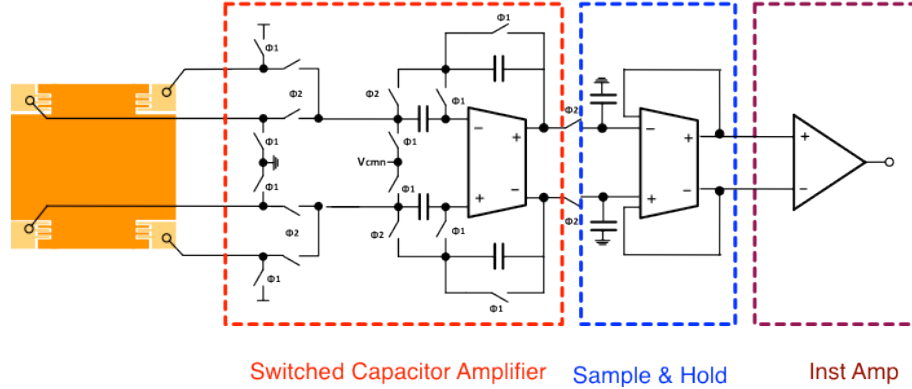 Φ1
Φ1
Φ2
Φ2
Φ1
Φ2
Φ1
− +
− +
+
Φ1
Vcmn
Φ1
Φ1
+ −
+ −
−
Φ2
Φ2
Φ1
Φ2
Φ1
Φ1
Switched Capacitor Amplifier
Sample & Hold
Inst Amp